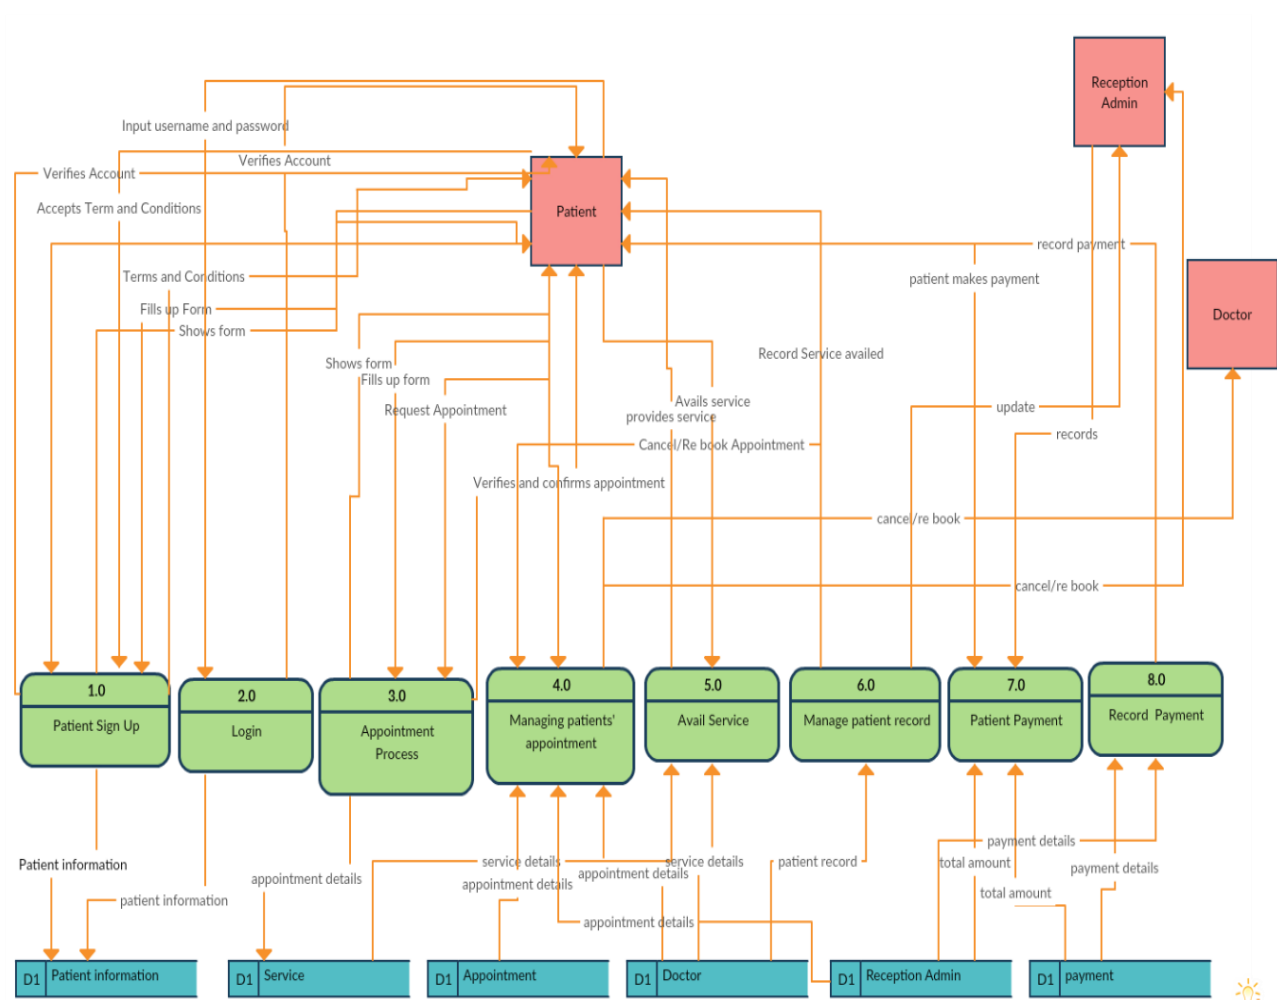 Reception
Admin
Input username and password
Verifies Account
Verifies Account
Accepts Term and Conditions
Patient
record payment
Terms and Conditions
patient makes payment
Fills up Form
Doctor
Shows form
Record Service availed
Shows form
Fills up form
Avails service
update
Request Appointment
provides service
records
Cancel/Re book Appointment
Verifies and confirms appointment
cancel/re book
cancel/re book
1.0
Patient Sign Up
2.0
Login
3.0
Appointment
Process
4.0
Managing patients'
appointment
5.0
Avail Service
6.0
Manage patient record
7.0
Patient Payment
8.0
Record Payment
payment details
Patient information
service details
service details
patient record
total amount
payment details
appointment details
appointment details
appointment details
total amount
patient information
appointment details
D1 Patient information
D1 Service
D1 Appointment
D1 Doctor
D1 Reception Admin
D1 payment